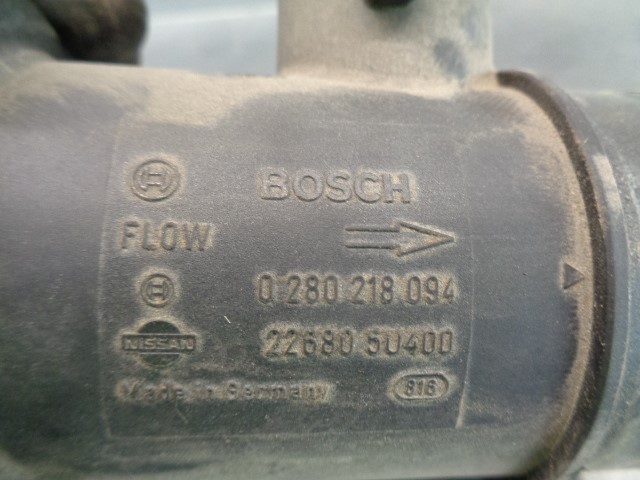 BOSCH
FLOW
0 280 218 094
NISSAN 22680 5U400
Made in Germany 816